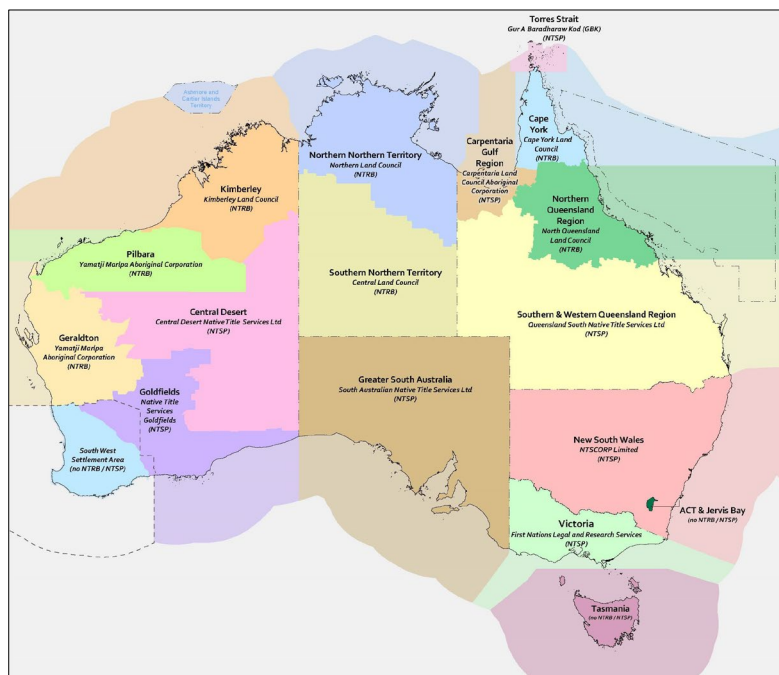 Torres Strait
Gur A Baradharaw Kod (GBK)
(NTSP)
Ashmore and
Cartier Islands
Territory
Cape
York
Cape York Land
Council
(NTRB)
Carpentaria
Gulf
Region
Carpentaria Land
Council Aboriginal
Corporation
(NTSP)
Northern Northern Territory
Northern Land Council
(NTRB)
Kimberley
Kimberley Land Council
(NTRB)
Northern
Queensland
Region
North Queensland
Land Council
(NTRB)
Pilbara
Yamatji Marlpa Aboriginal Corporation
(NTRB)
Southern Northern Territory
Central Land Council
(NTRB)
Central Desert
Central Desert Native Title Services Ltd
(NTSP)
Southern & Western Queensland Region
Queensland South Native Title Services Ltd
(NTSP)
Geraldton
Yamatji Marlpa
Aboriginal Corporation
(NTRB)
Greater South Australia
South Australian Native Title Services Ltd
(NTSP)
Goldfields
Native Title
Services
Goldfields
(NTSP)
South West
Settlement Area
(no NTRB / NTSP)
New South Wales
NTSCORP Limited
(NTSP)
ACT & Jervis Bay
(no NTRB / NTSP)
Victoria
First Nations Legal and Research Services
(NTSP)
Tasmania
(no NTRB / NTSP)